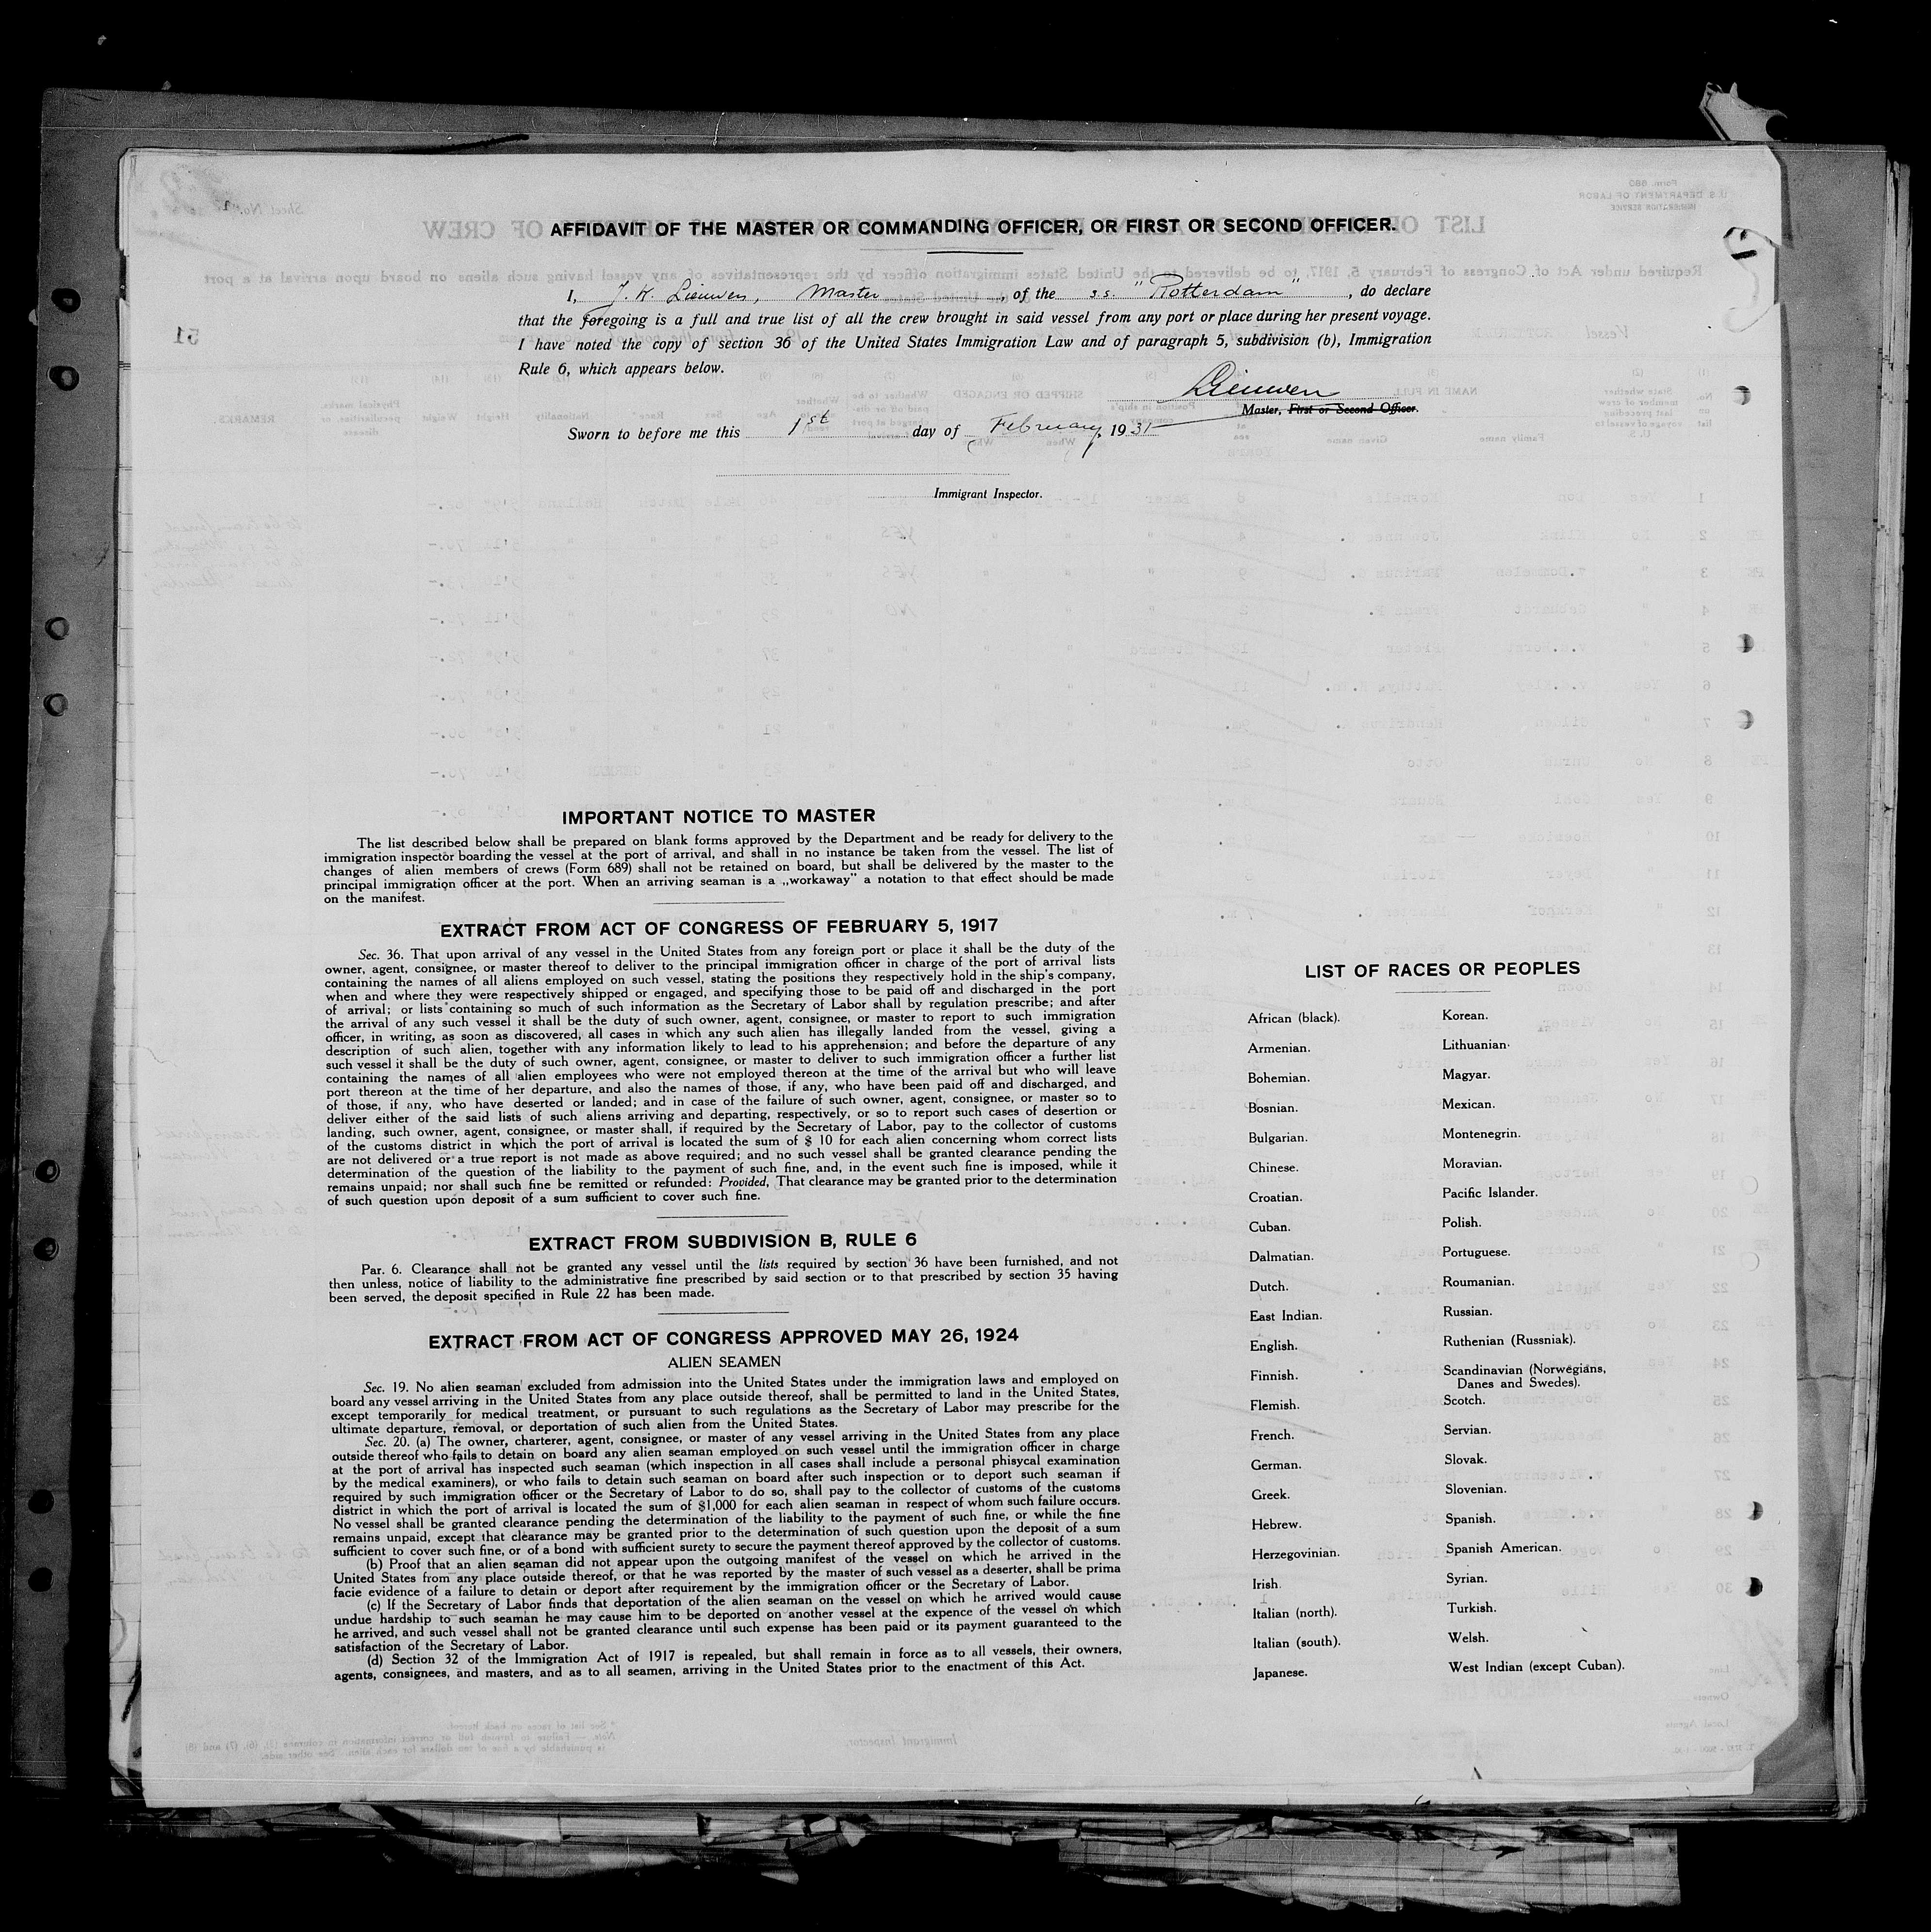 AFFIDAVIT OF THE MASTER OR COMMANDING OFFICER, OR FIRST OR SECOND OFFICER.
I, J. K. Lieuwen, Master, of the s.s. "Rotterdam", do declare
that the foregoing is a full and true list of all the crew brought in said vessel from any port or place during her present voyage.
I have noted the copy of section 36 of the United States Immigration Law and of paragraph 5, subdivision (b), Immigration
Rule 6, which appears below.
Lieuwen
Master, First or Second Officer.
Sworn to before me this 1st day of February, 1931
Immigrant Inspector.
IMPORTANT NOTICE TO MASTER
The list described below shall be prepared on blank forms approved by the Department and be ready for delivery to the
immigration inspector boarding the vessel at the port of arrival, and shall in no instance be taken from the vessel. The list of
changes of alien members of crews (Form 689) shall not be retained on board, but shall be delivered by the master to the
principal immigration officer at the port. When an arriving seaman is a „workaway" a notation to that effect should be made
on the manifest.
EXTRACT FROM ACT OF CONGRESS OF FEBRUARY 5, 1917
Sec. 36. That upon arrival of any vessel in the United States from any foreign port or place it shall be the duty of the
owner, agent, consignee, or master thereof to deliver to the principal immigration officer in charge of the port of arrival lists
containing the names of all aliens employed on such vessel, stating the positions they respectively hold in the ship's company,
when and where they were respectively shipped or engaged, and specifying those to be paid off and discharged in the port
of arrival; or lists containing so much of such information as the Secretary of Labor shall by regulation prescribe; and after
the arrival of any such vessel it shall be the duty of such owner, agent, consignee, or master to report to such immigration
officer, in writing, as soon as discovered, all cases in which any such alien has illegally landed from the vessel, giving a
description of such alien, together with any information likely to lead to his apprehension; and before the departure of any
such vessel it shall be the duty of such owner, agent, consignee, or master to deliver to such immigration officer a further list
containing the names of all alien employees who were not employed thereon at the time of the arrival but who will leave
port thereon at the time of her departure, and also the names of those, if any, who have been paid off and discharged, and
of those, if any, who have deserted or landed; and in case of the failure of such owner, agent, consignee, or master so to
deliver either of the said lists of such aliens arriving and departing, respectively, or so to report such cases of desertion or
landing, such owner, agent, consignee, or master shall, if required by the Secretary of Labor, pay to the collector of customs
of the customs district in which the port of arrival is located the sum of $ 10 for each alien concerning whom correct lists
are not delivered or a true report is not made as above required; and no such vessel shall be granted clearance pending the
determination of the question of the liability to the payment of such fine, and, in the event such fine is imposed, while it
remains unpaid; nor shall such fine be remitted or refunded: Provided, That clearance may be granted prior to the determination
of such question upon deposit of a sum sufficient to cover such fine.
EXTRACT FROM SUBDIVISION B, RULE 6
Par. 6. Clearance shall not be granted any vessel until the lists required by section 36 have been furnished, and not
then unless, notice of liability to the administrative fine prescribed by said section or to that prescribed by section 35 having
been served, the deposit specified in Rule 22 has been made.
EXTRACT FROM ACT OF CONGRESS APPROVED MAY 26, 1924
ALIEN SEAMEN
Sec. 19. No alien seaman excluded from admission into the United States under the immigration laws and employed on
board any vessel arriving in the United States from any place outside thereof, shall be permitted to land in the United States,
except temporarily for medical treatment, or pursuant to such regulations as the Secretary of Labor may prescribe for the
ultimate departure, removal, or deportation of such alien from the United States.
Sec. 20. (a) The owner, charterer, agent, consignee, or master of any vessel arriving in the United States from any place
outside thereof who fails to detain on board any alien seaman employed on such vessel until the immigration officer in charge
at the port of arrival has inspected such seaman (which inspection in all cases shall include a personal phisycal examination
by the medical examiners), or who fails to detain such seaman on board after such inspection or to deport such seaman if
required by such immigration officer or the Secretary of Labor to do so, shall pay to the collector of customs of the customs
district in which the port of arrival is located the sum of $1,000 for each alien seaman in respect of whom such failure occurs.
No vessel shall be granted clearance pending the determination of the liability to the payment of such fine, or while the fine
remains unpaid, except that clearance may be granted prior to the determination of such question upon the deposit of a sum
sufficient to cover such fine, or of a bond with sufficient surety to secure the payment thereof approved by the collector of customs.
(b) Proof that an alien seaman did not appear upon the outgoing manifest of the vessel on which he arrived in the
United States from any place outside thereof, or that he was reported by the master of such vessel as a deserter, shall be prima
facie evidence of a failure to detain or deport after requirement by the immigration officer or the Secretary of Labor.
(c) If the Secretary of Labor finds that deportation of the alien seaman on the vessel on which he arrived would cause
undue hardship to such seaman he may cause him to be deported on another vessel at the expence of the vessel on which
he arrived, and such vessel shall not be granted clearance until such expense has been paid or its payment guaranteed to the
satisfaction of the Secretary of Labor.
(d) Section 32 of the Immigration Act of 1917 is repealed, but shall remain in force as to all vessels, their owners,
agents, consignees, and masters, and as to all seamen, arriving in the United States prior to the enactment of this Act.
LIST OF RACES OR PEOPLES
African (black).
Armenian.
Bohemian.
Bosnian.
Bulgarian.
Chinese.
Croatian.
Cuban.
Dalmatian.
Dutch.
East Indian.
English.
Finnish.
Flemish.
French.
German.
Greek.
Hebrew.
Herzegovinian.
Irish.
Italian (north).
Italian (south).
Japanese.
Korean.
Lithuanian.
Magyar.
Mexican.
Montenegrin.
Moravian.
Pacific Islander.
Polish.
Portuguese.
Roumanian.
Russian.
Ruthenian (Russniak).
Scandinavian (Norwegians,
Danes and Swedes).
Scotch.
Servian.
Slovak.
Slovenian.
Spanish.
Spanish American.
Syrian.
Turkish.
Welsh.
West Indian (except Cuban).